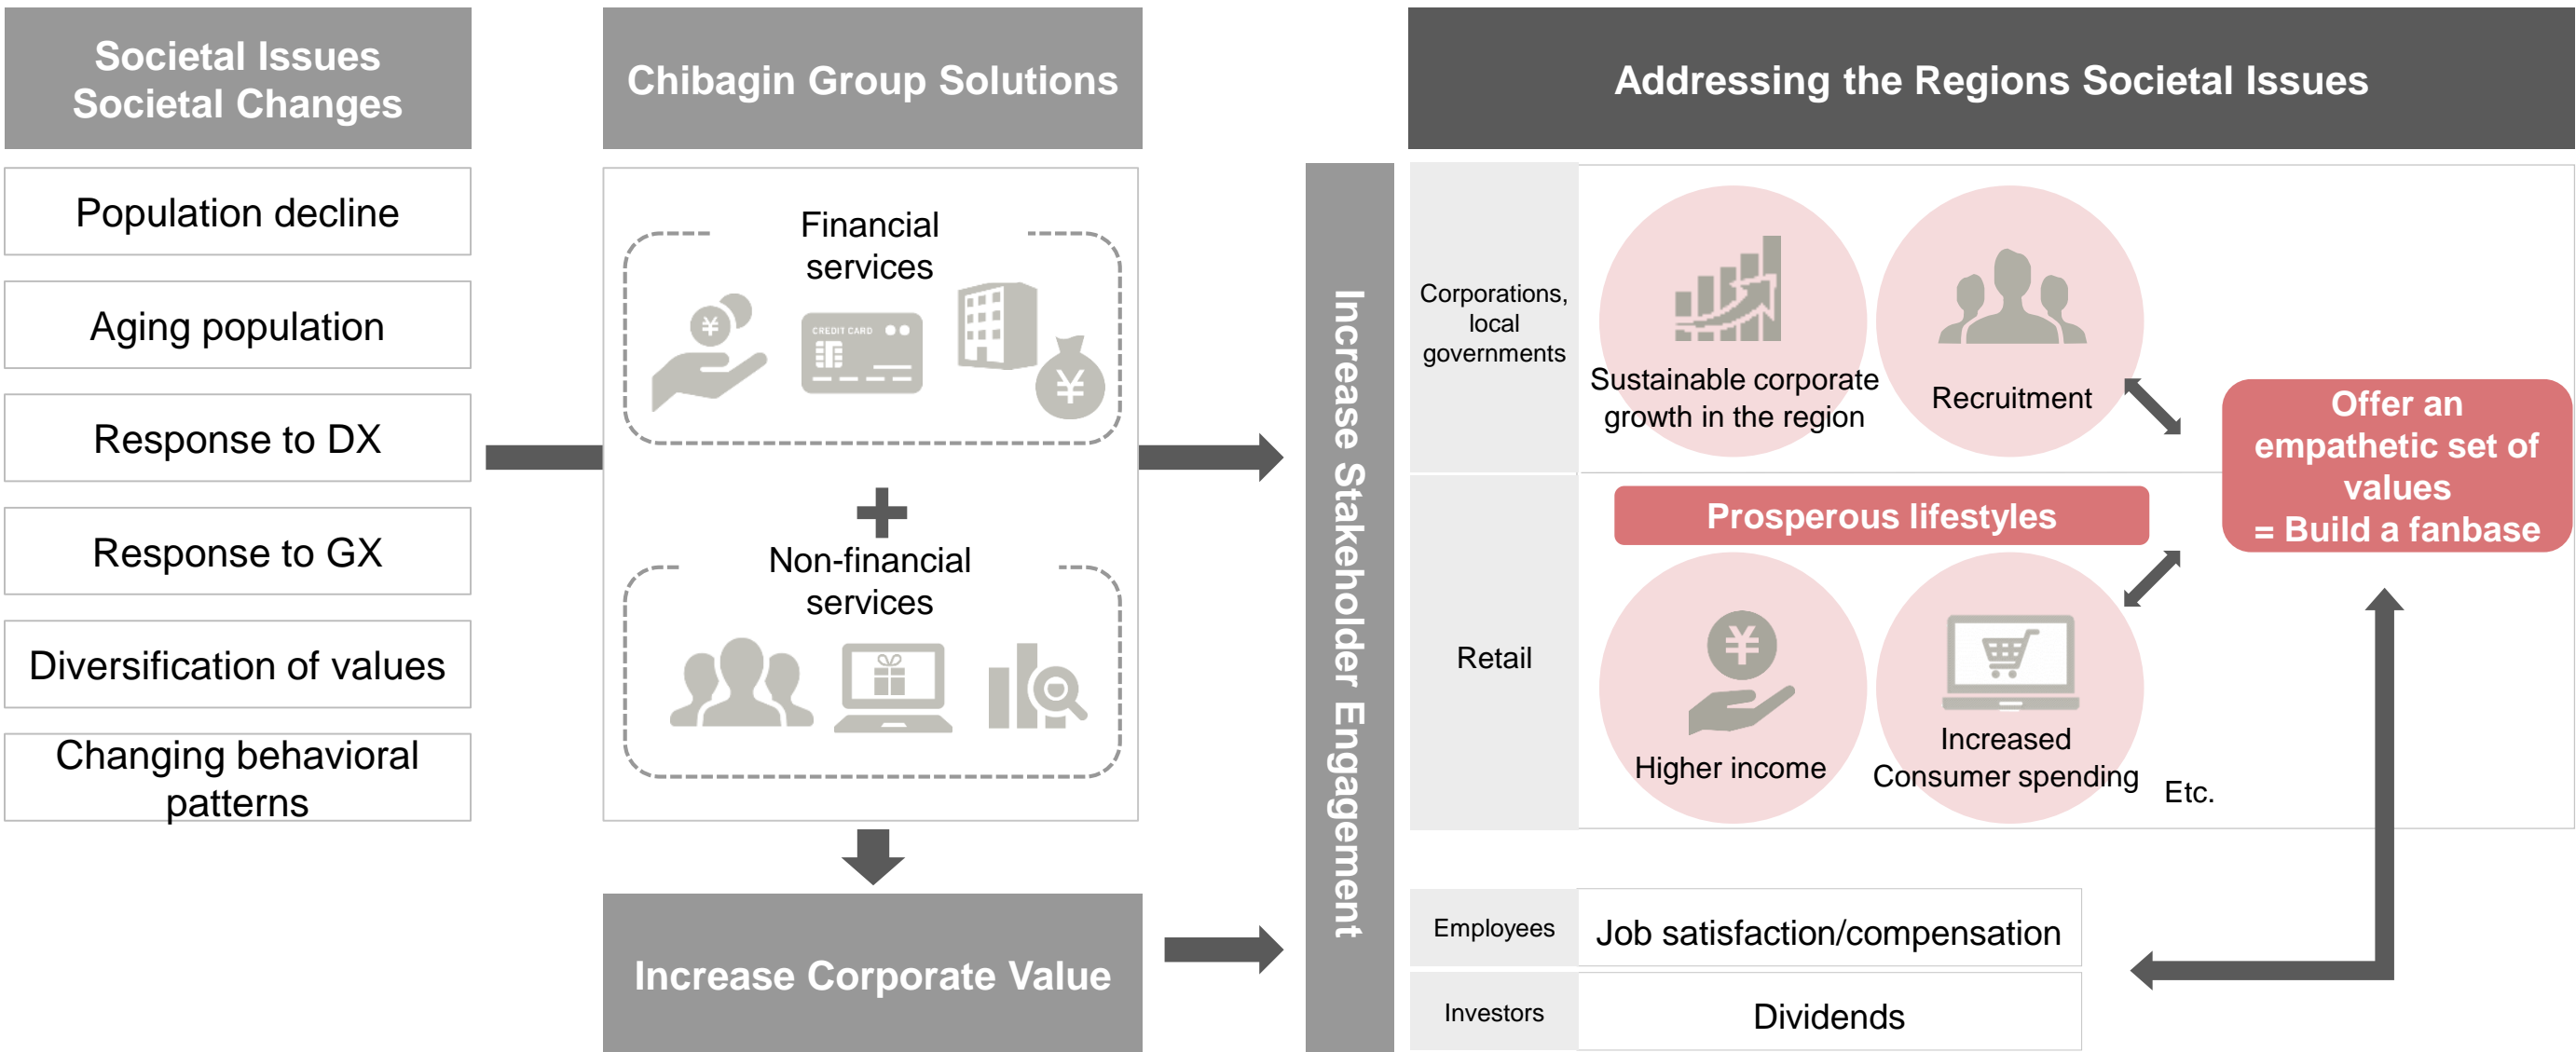 Societal Issues
Societal Changes
Population decline
Aging population
Response to DX
Response to GX
Diversification of values
Changing behavioral
patterns
Chibagin Group Solutions
Financial
services
¥
CREDIT CARD
¥
+
Non-financial
services
Increase Corporate Value
Increase Stakeholder Engagement
Addressing the Regions Societal Issues
Corporations,
local
governments
Sustainable corporate
growth in the region
Recruitment
Retail
Prosperous lifestyles
¥
Higher income
Increased
Consumer spending
Etc.
Offer an
empathetic set of
values
= Build a fanbase
Employees
Job satisfaction/compensation
Investors
Dividends